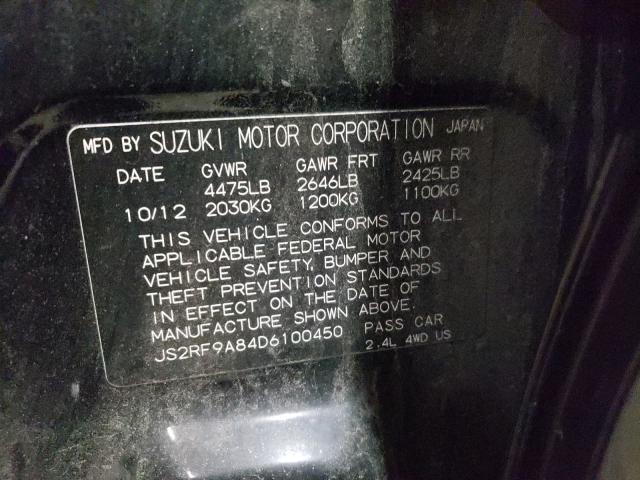 MFD BY SUZUKI MOTOR CORPORATION JAPAN
DATE GVWR GAWR FRT GAWR RR
4475LB 2646LB 2425LB
10/12 2030KG 1200KG 1100KG
THIS VEHICLE CONFORMS TO ALL
APPLICABLE FEDERAL MOTOR
VEHICLE SAFETY, BUMPER AND
THEFT PREVENTION STANDARDS
IN EFFECT ON THE DATE OF
MANUFACTURE SHOWN ABOVE.
JS2RF9A84D6100450 PASS CAR
2.4L 4WD US